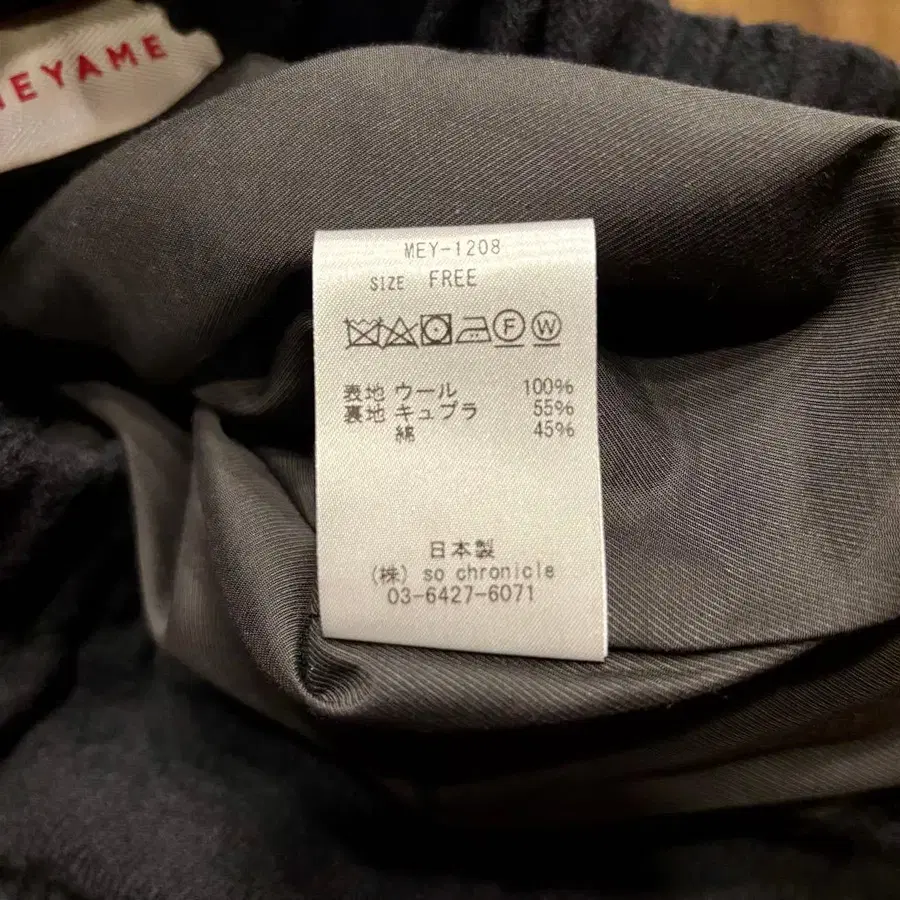 MEYAME
MEY-1208
SIZE FREE
F W
表地 ウール 100%
裏地 キュプラ 55%
綿 45%
日本製
(株) so chronicle
03-6427-6071